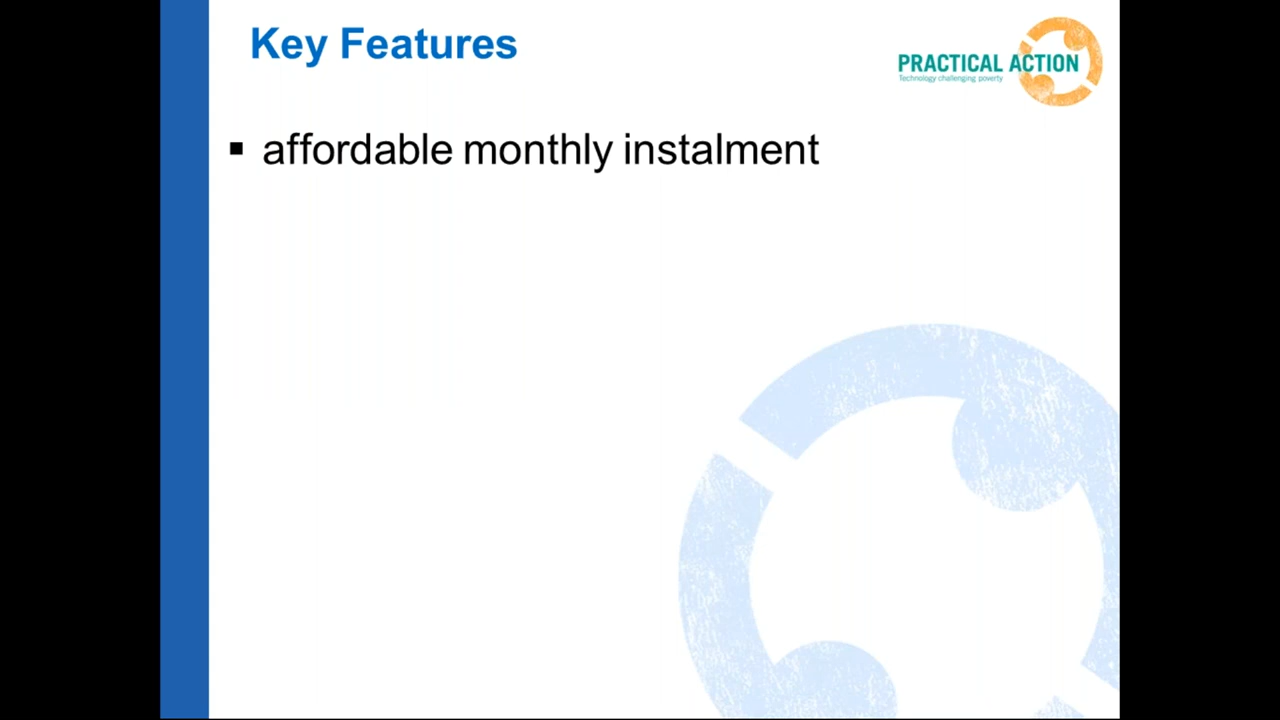 Key Features
PRACTICAL ACTION
Technology challenging poverty
▪ affordable monthly instalment